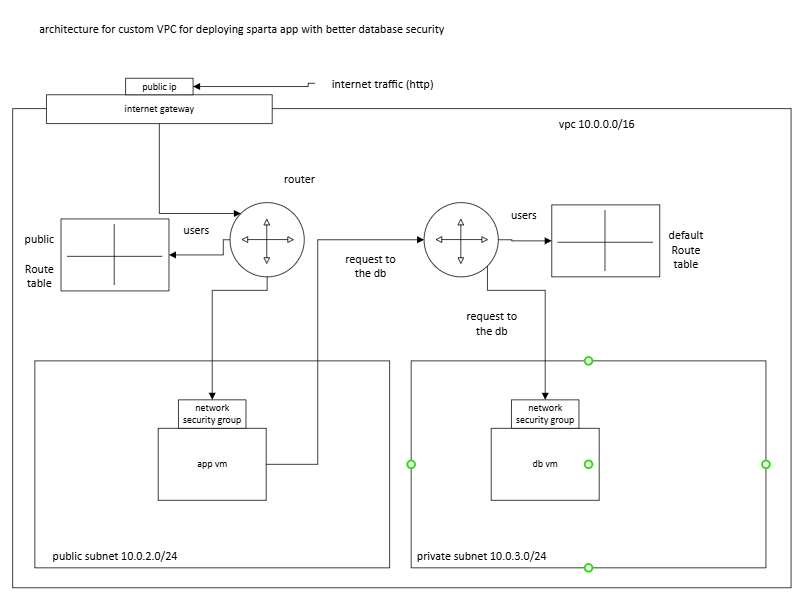 architecture for custom VPC for deploying sparta app with better database security
public ip
internet traffic (http)
internet gateway
vpc 10.0.0.0/16
router
public
Route
table
users
users
default
Route
table
request to
the db
request to
the db
network
security group
app vm
public subnet 10.0.2.0/24
network
security group
db vm
private subnet 10.0.3.0/24